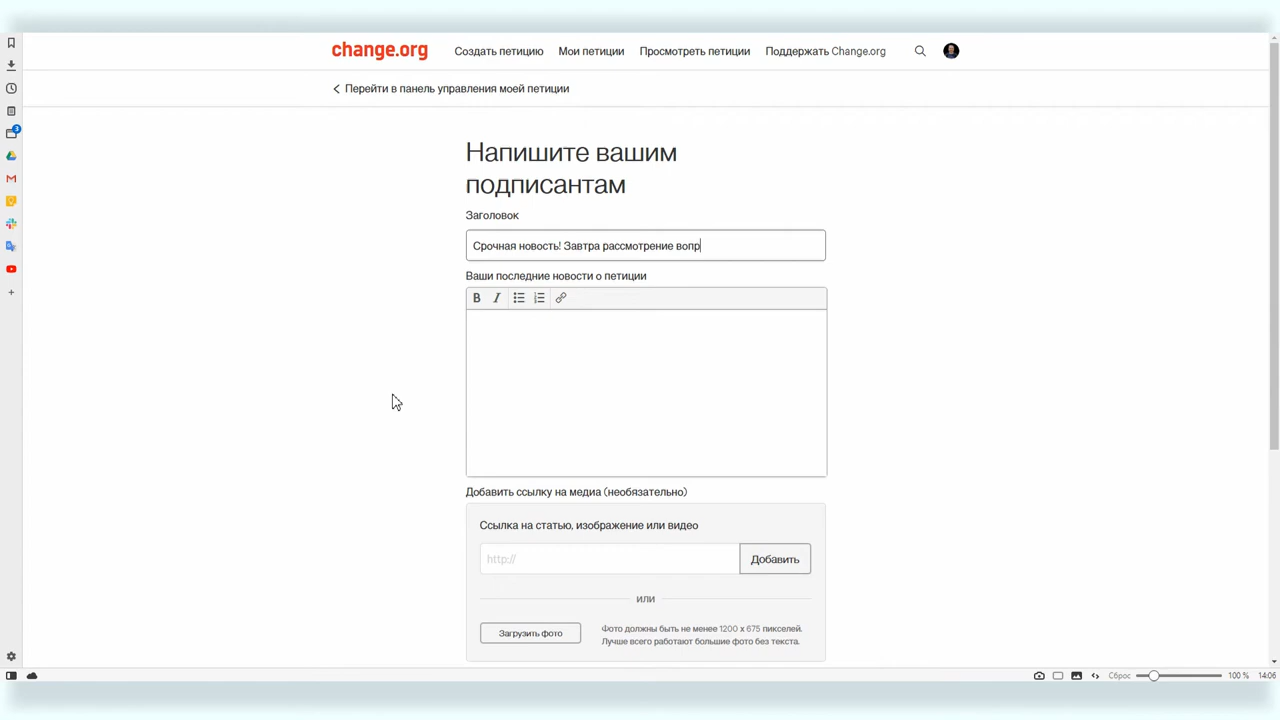 change.org Создать петицию Мои петиции Просмотреть петиции Поддержать Change.org
Перейти в панель управления моей петиции
Напишите вашим
подписантам
Заголовок
Срочная новость! Завтра рассмотрение вопр
Ваши последние новости о петиции
B I
Добавить ссылку на медиа (необязательно)
Ссылка на статью, изображение или видео
http:// Добавить
или
Загрузить фото
Фото должны быть не менее 1200 x 675 пикселей.
Лучше всего работают большие фото без текста.
3
Сброс 100 % 14:06